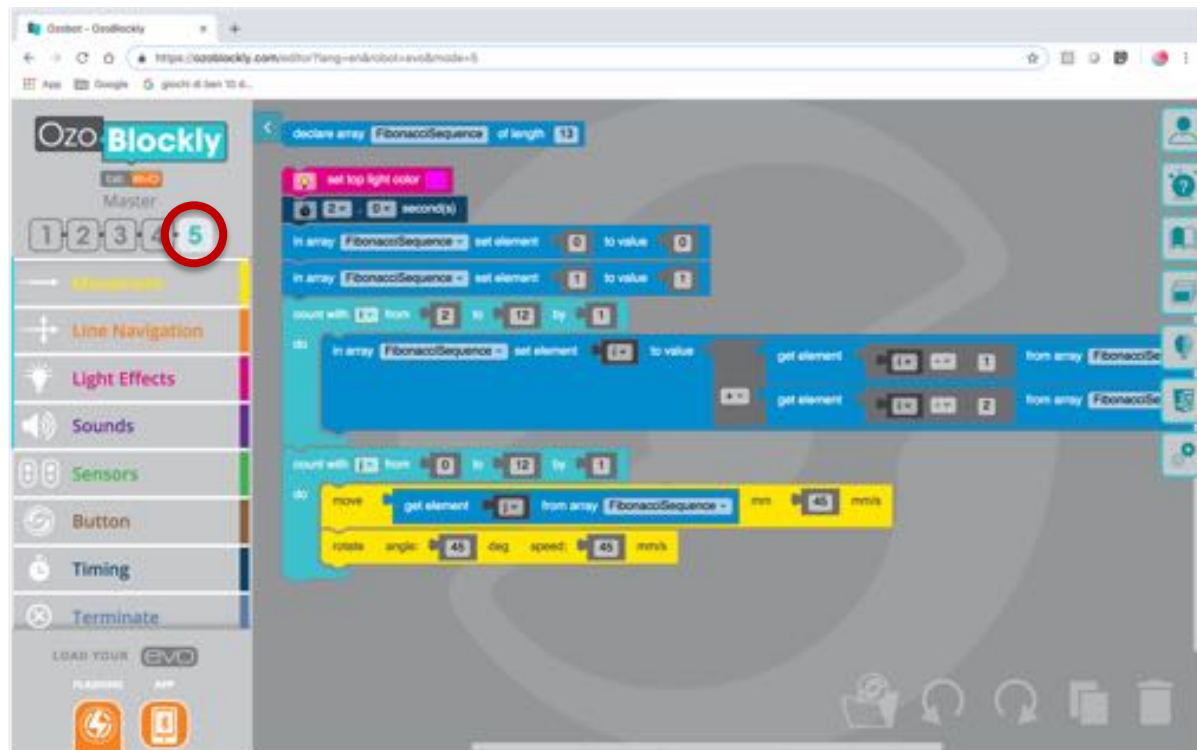 Ozobot - OzoBlockly
https://ozoblockly.com/editor?lang=en&robot=evo&mode=5
App Google giochi di ben 10 d...
Ozo Blockly
evo
Master
1 2 3 4 5
declare array FibonacciSequence of length 13
set top light color
2 . 0 second(s)
in array FibonacciSequence set element 0 to value 0
in array FibonacciSequence set element 1 to value 1
count with i from 2 to 12 by 1
do in array FibonacciSequence set element i to value get element i - 1 from array FibonacciSe
+ get element i - 2 from array FibonacciSe
count with j from 0 to 12 by 1
do move get element j from array FibonacciSequence mm 45 mm/s
rotate angle: 45 deg speed: 45 mm/s
Movement
Line Navigation
Light Effects
Sounds
Sensors
Button
Timing
Terminate
LOAD YOUR evo
FLASHING APP